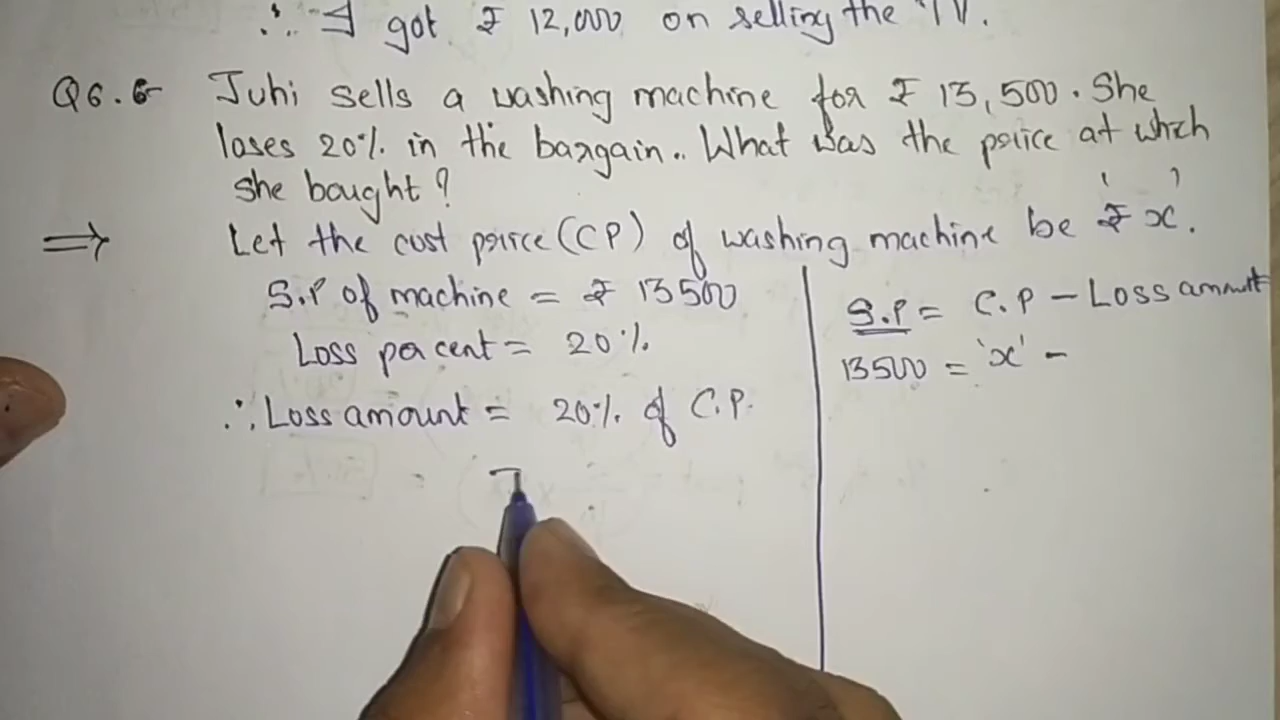 ∴ I got ₹ 12,000 on selling the TV.
Q6. Juhi sells a washing machine for ₹ 13,500. She
loses 20% in the bargain.. What was the price at which
she bought?
⇒ Let the cost price (CP) of washing machine be ₹ 'x'.
S.P of machine = ₹ 13500
Loss per cent = 20%
∴ Loss amount = 20% of C.P.
=
S.P = C.P – Loss amount
13500 = 'x' –